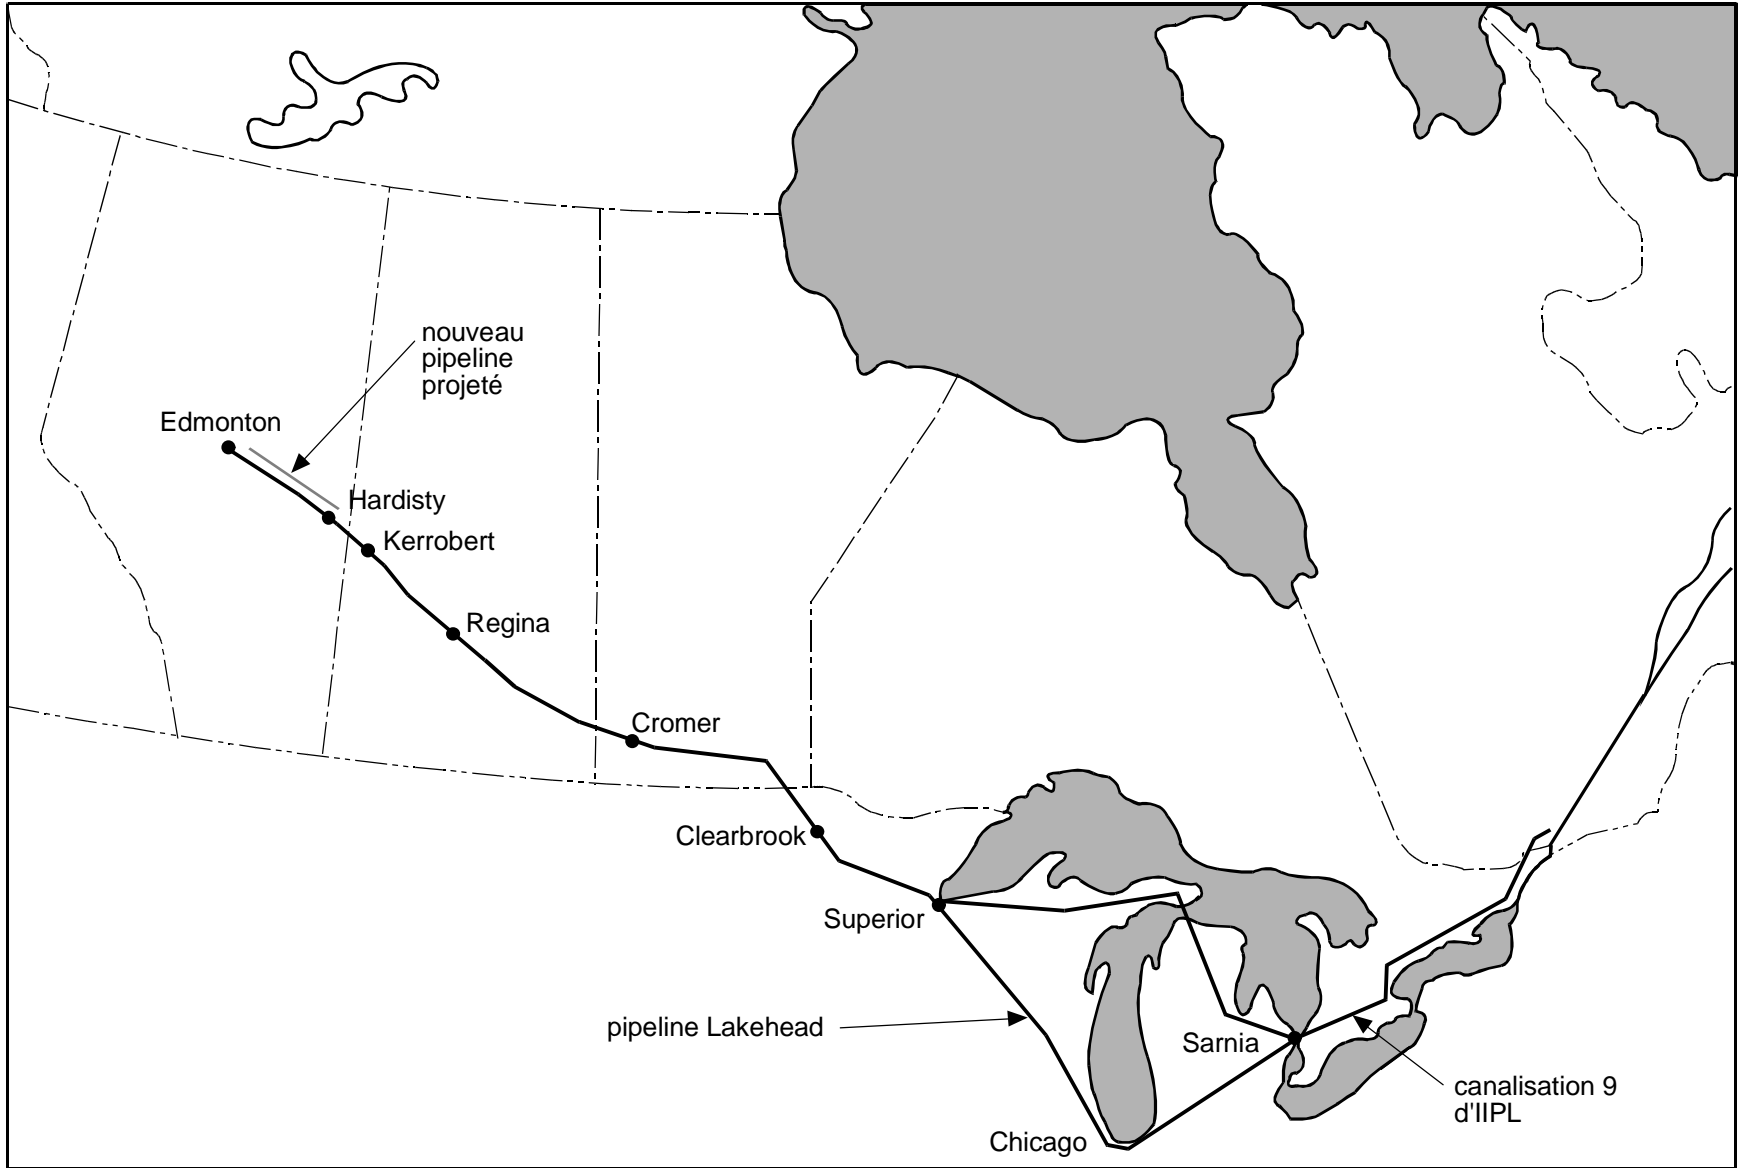 nouveau
pipeline
projeté
Edmonton
Hardisty
Kerrobert
Regina
Cromer
Clearbrook
Superior
pipeline Lakehead
Sarnia
canalisation 9
d'IIPL
Chicago